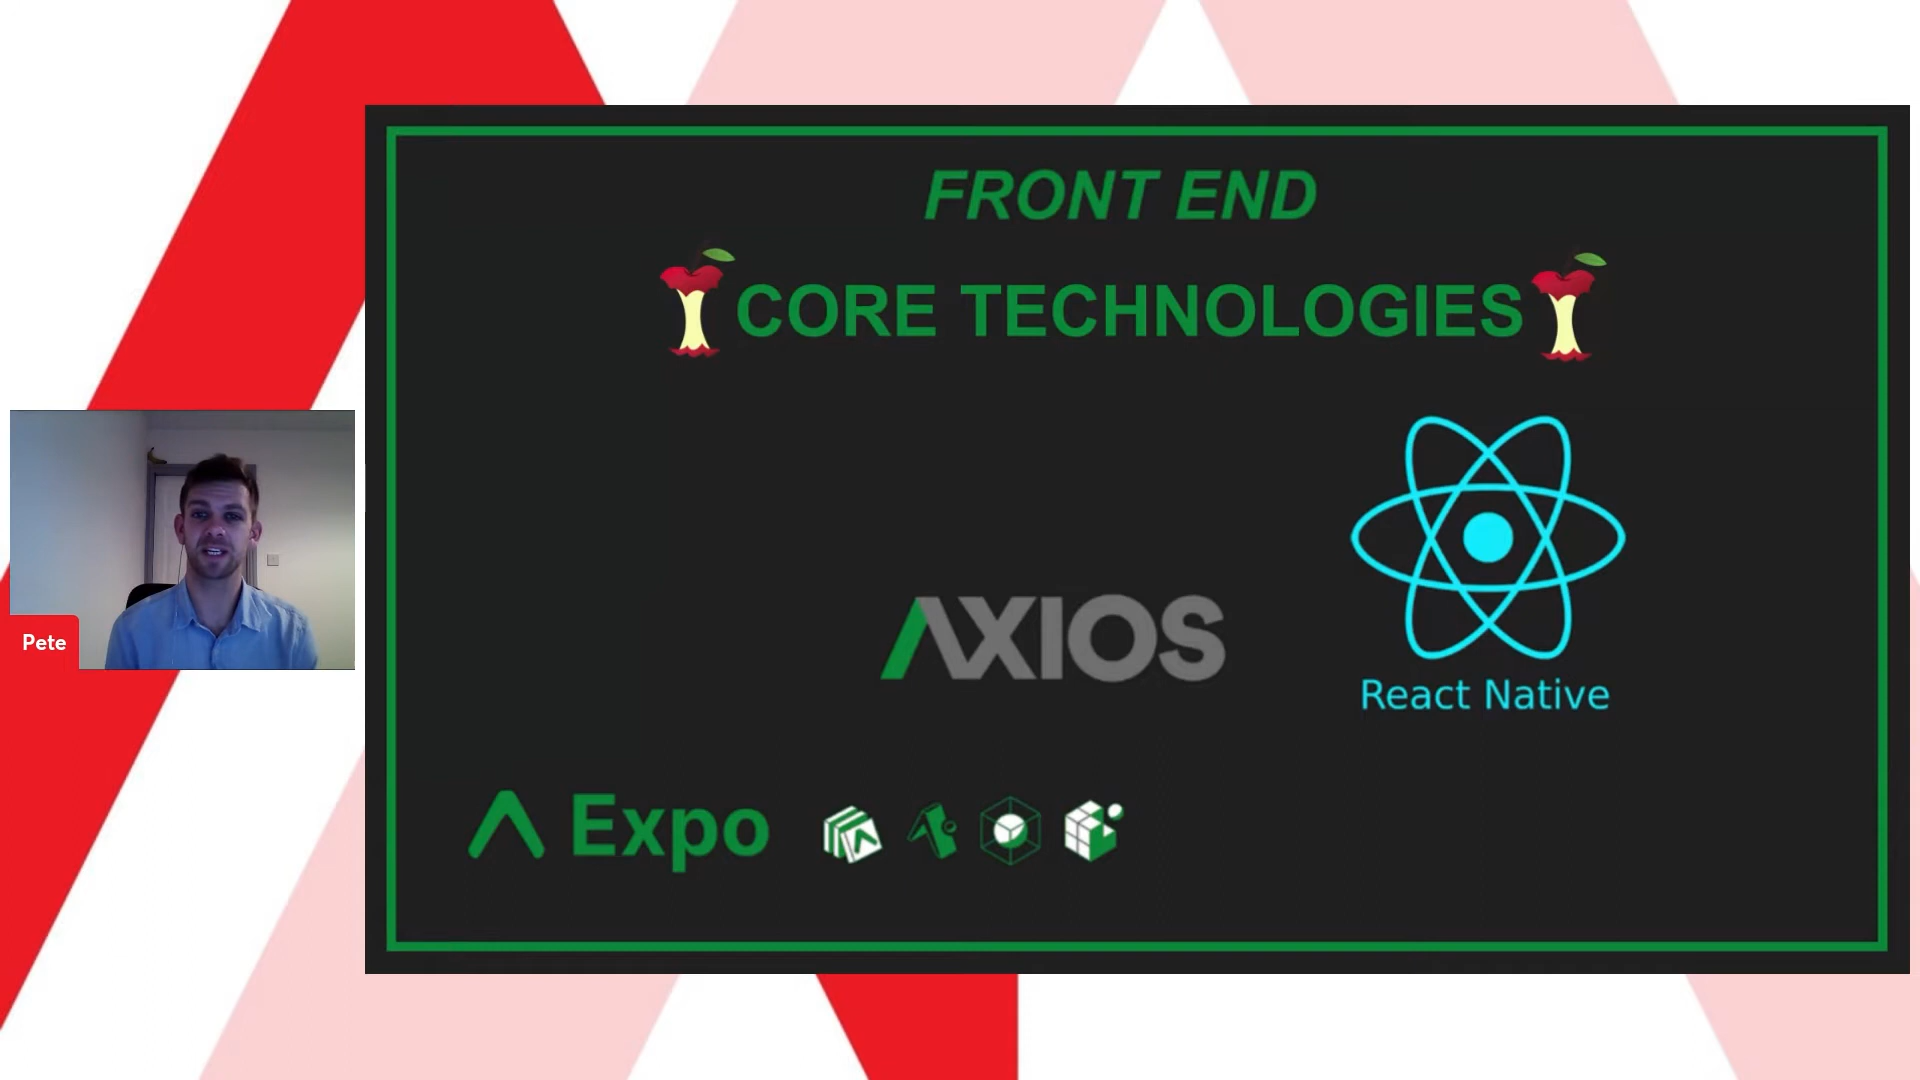 FRONT END
CORE TECHNOLOGIES
AXIOS
React Native
Expo
Pete